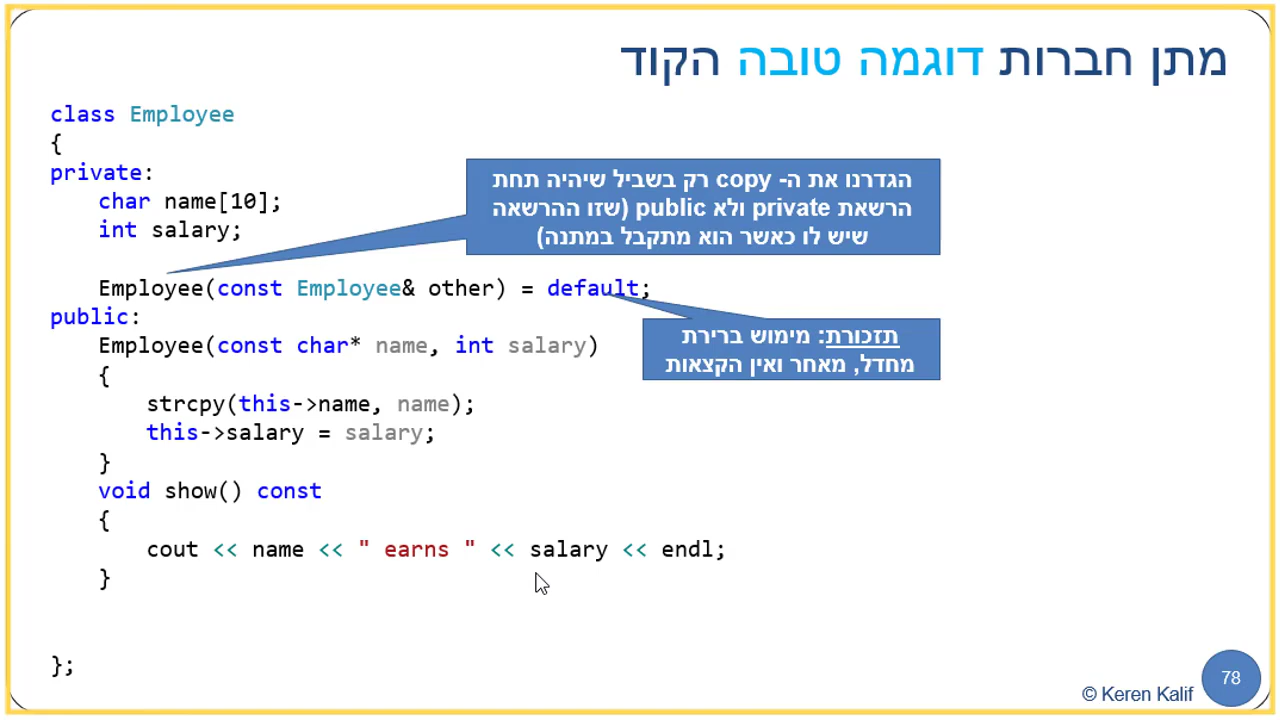 מתן חברות דוגמה טובה הקוד
class Employee
{
private:
char name[10];
int salary;
הגדרנו את ה- copy רק בשביל שיהיה תחת
הרשאת private ולא public (שזו ההרשאה
שיש לו כאשר הוא מתקבל במתנה)
Employee(const Employee& other) = default;
תזכורת: מימוש ברירת
מחדל, מאחר ואין הקצאות
public:
Employee(const char* name, int salary)
{
strcpy(this->name, name);
this->salary = salary;
}
void show() const
{
cout << name << " earns " << salary << endl;
}
};
78
© Keren Kalif